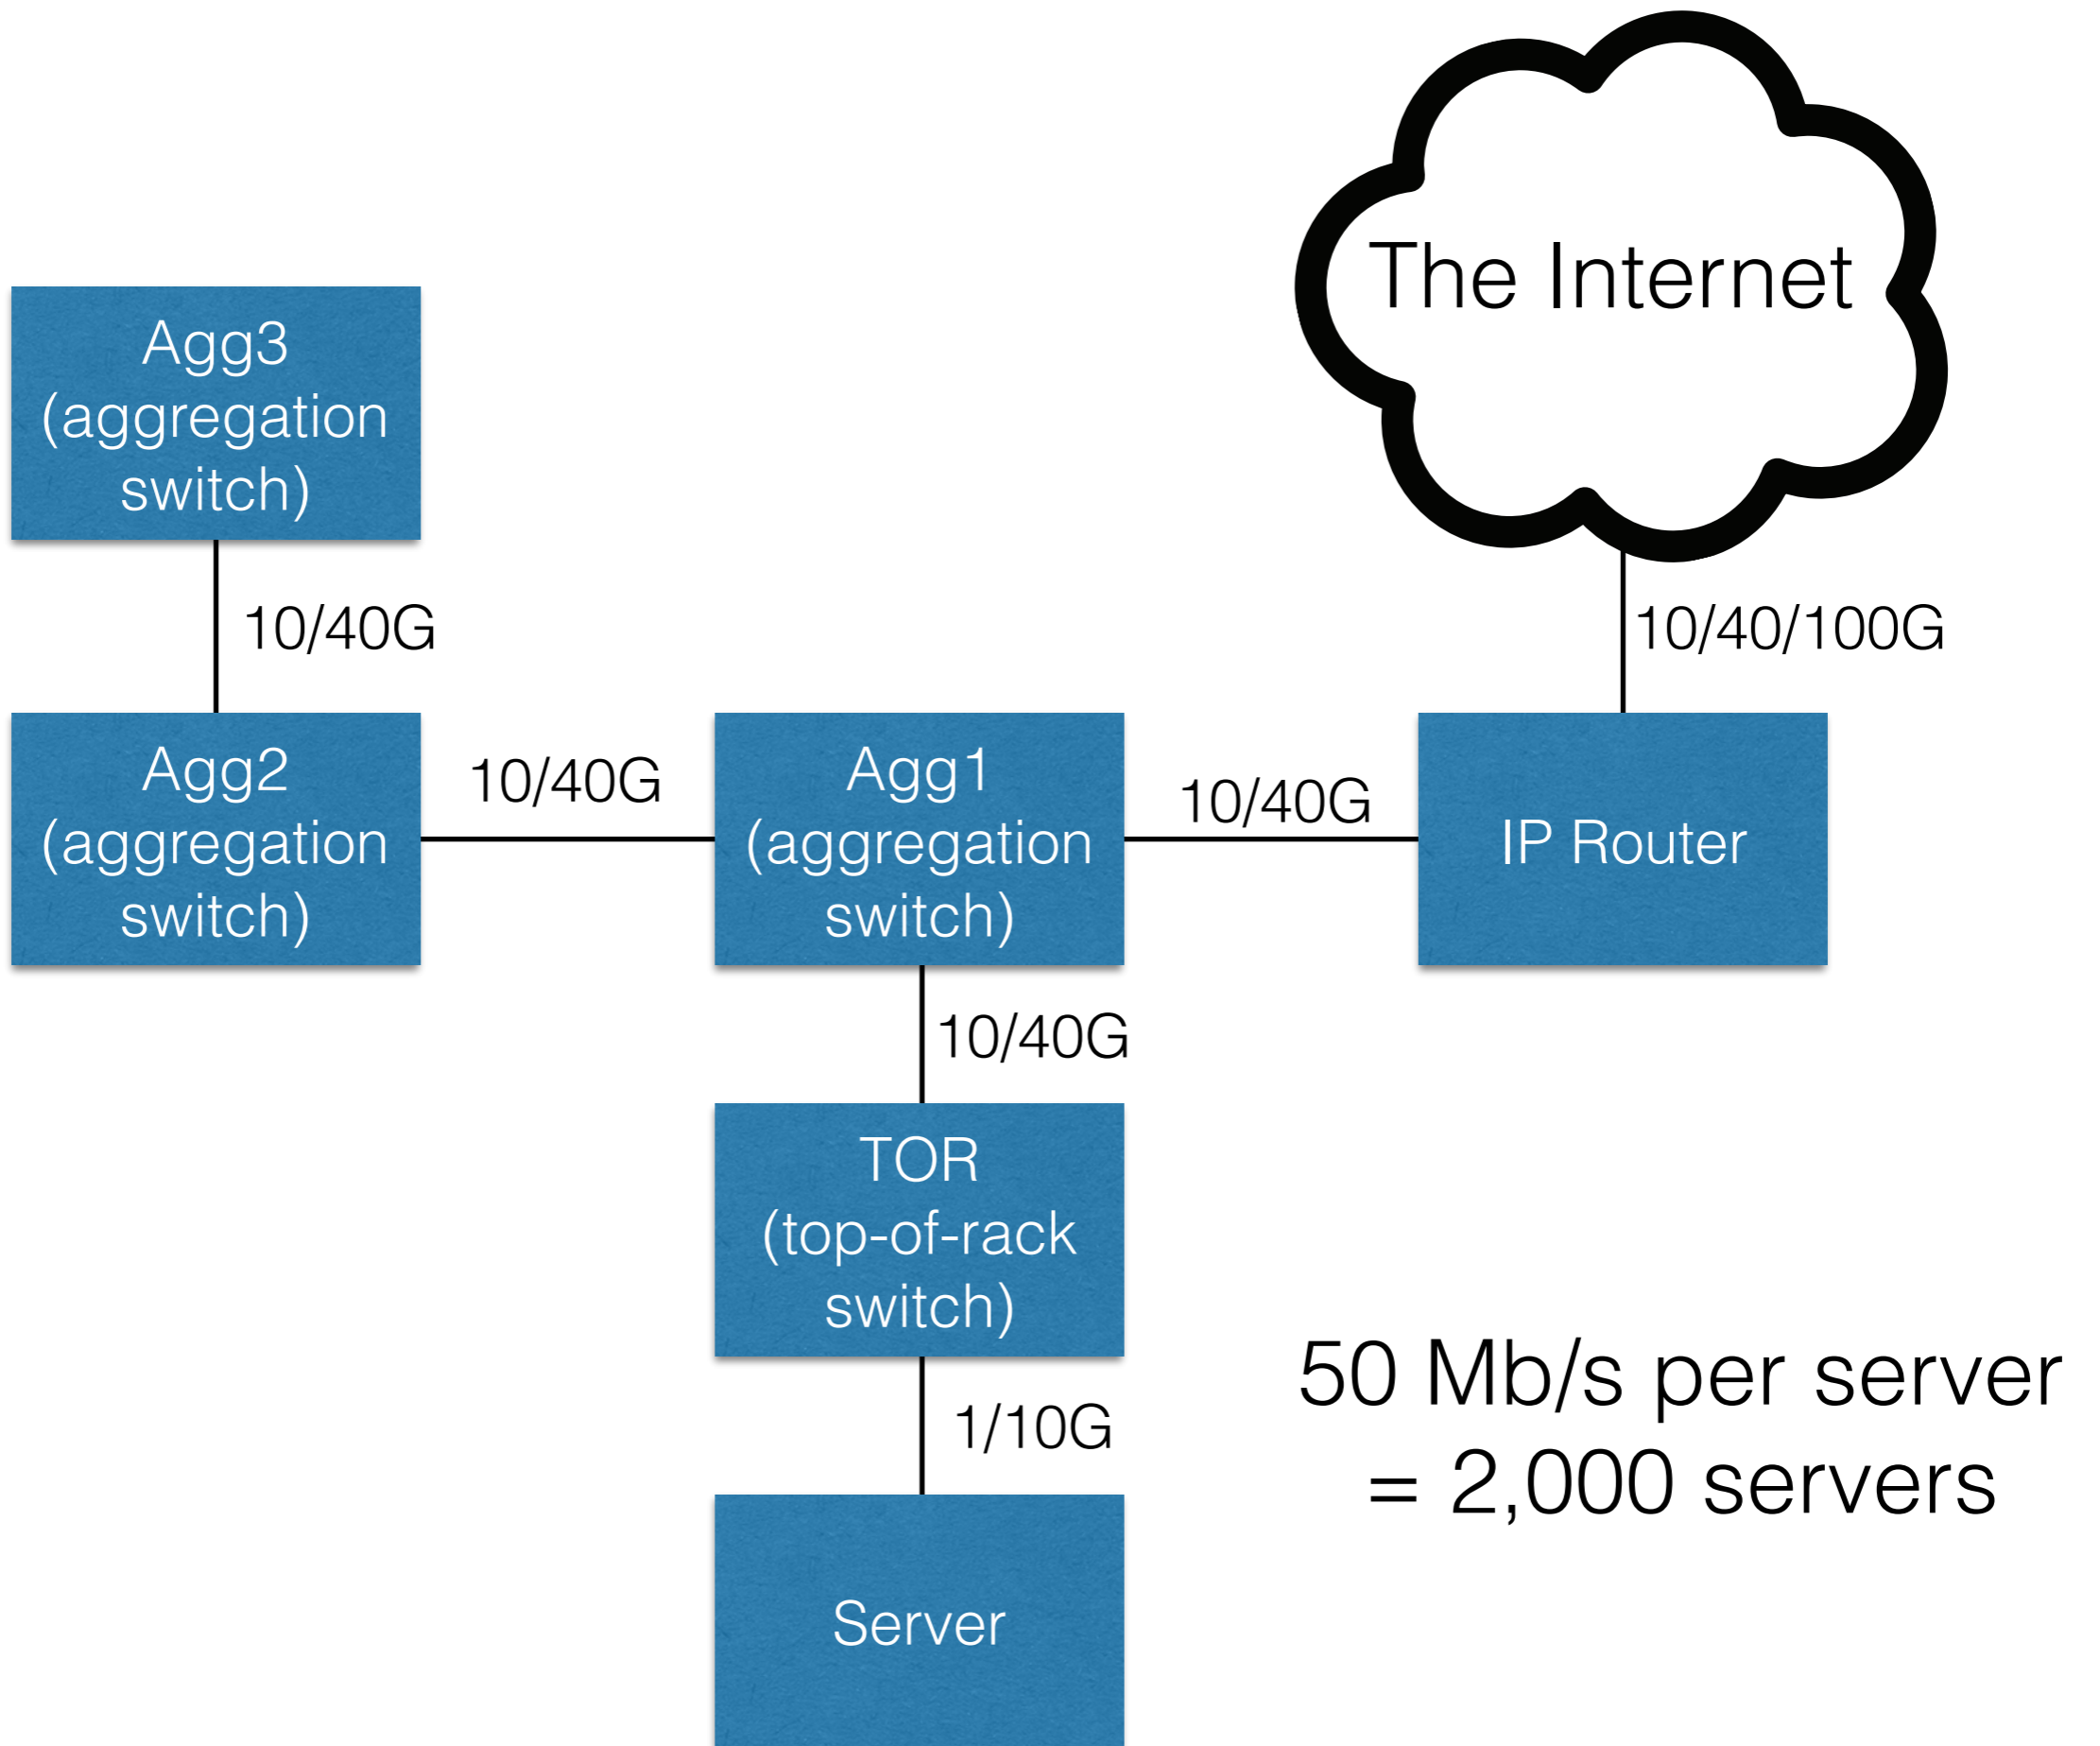 The Internet
Agg3
(aggregation
switch)
10/40G
10/40/100G
Agg2
(aggregation
switch)
10/40G
Agg1
(aggregation
switch)
10/40G
IP Router
10/40G
TOR
(top-of-rack
switch)
1/10G
50 Mb/s per server
= 2,000 servers
Server